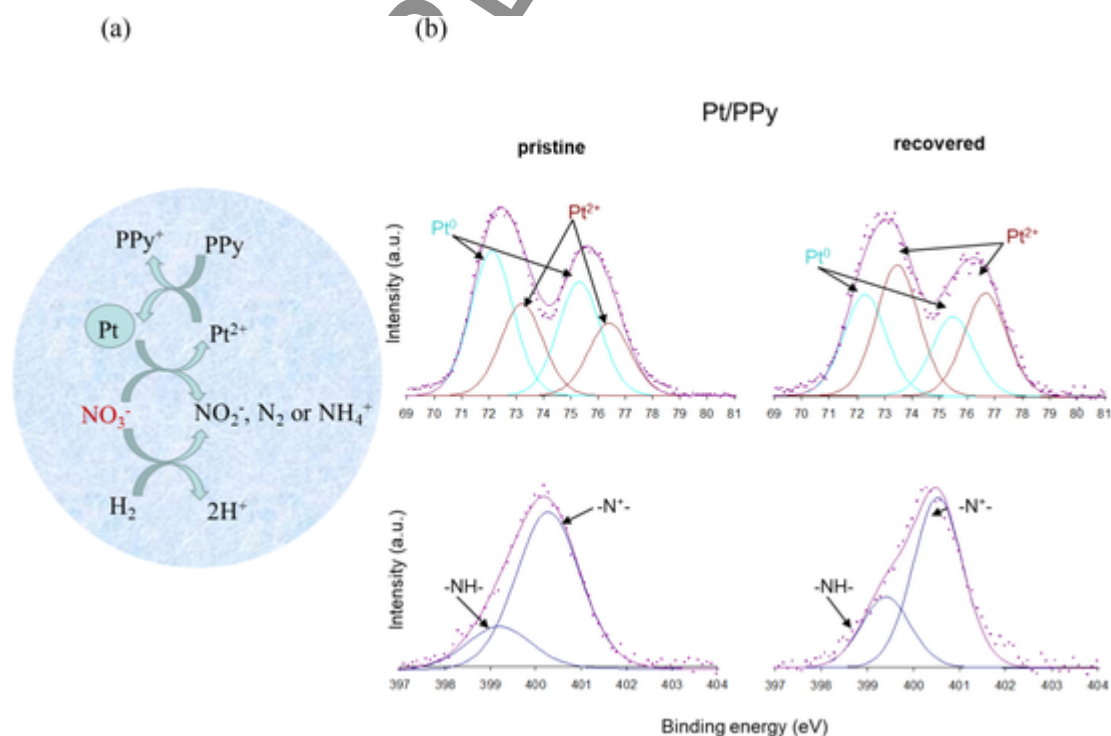 (a)
(b)
Pt/PPy
pristine
recovered
PPy⁺
PPy
Pt
Pt²⁺
NO₃⁻
NO₂⁻, N₂ or NH₄⁺
H₂
2H⁺
Intensity (a.u.)
Pt⁰
Pt²⁺
69 70 71 72 73 74 75 76 77 78 79 80 81
Pt⁰
Pt²⁺
69 70 71 72 73 74 75 76 77 78 79 80 81
Intensity (a.u.)
-NH-
-N⁺-
397 398 399 400 401 402 403 404
-NH-
-N⁺-
397 398 399 400 401 402 403 404
Binding energy (eV)